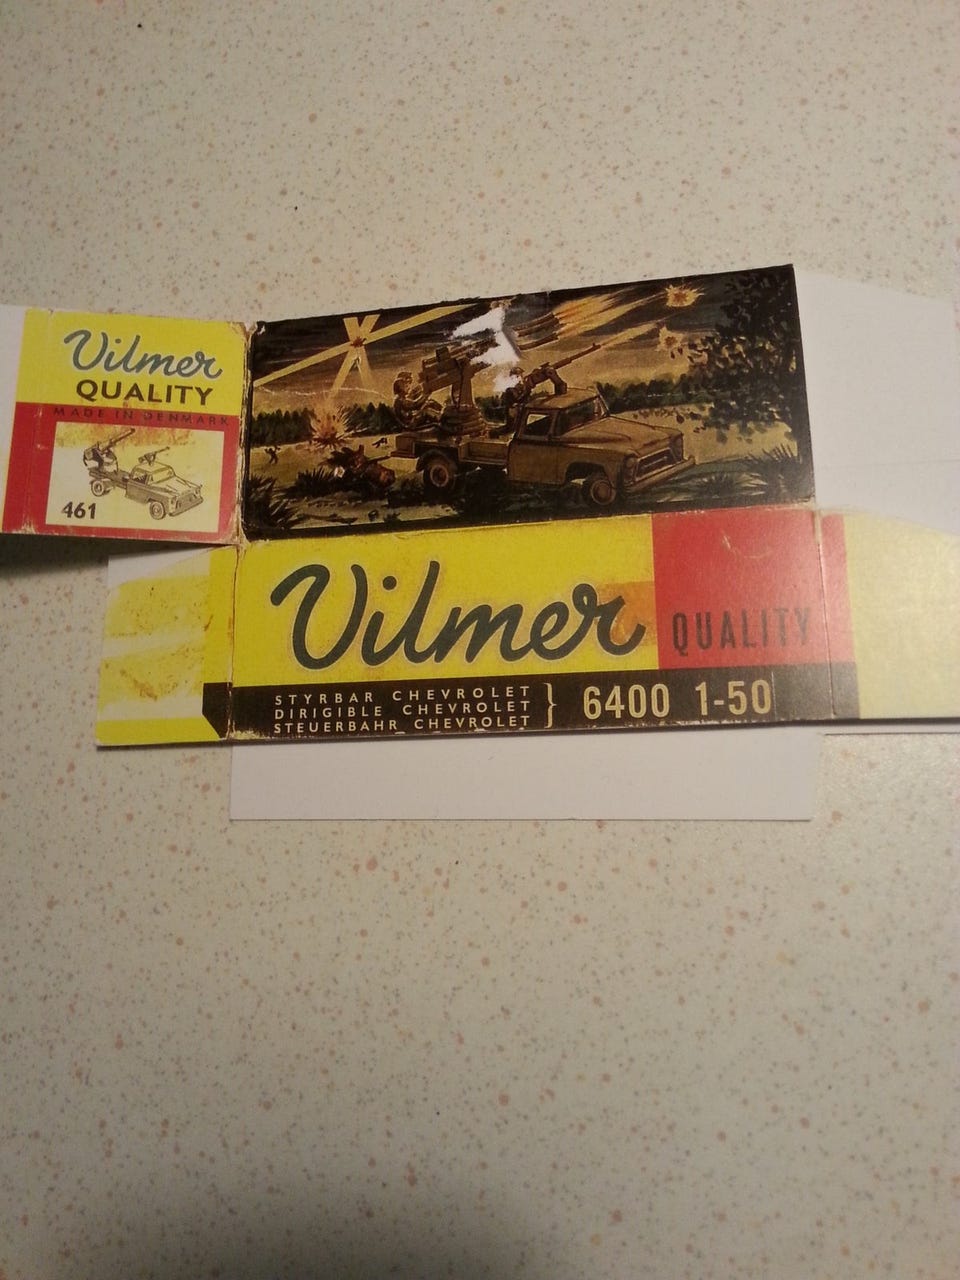 Vilmer
QUALITY
MADE IN DENMARK
461
Vilmer
QUALITY
STYRBAR CHEVROLET
DIRIGIBLE CHEVROLET
STEUERBAHR CHEVROLET
} 6400 1-50